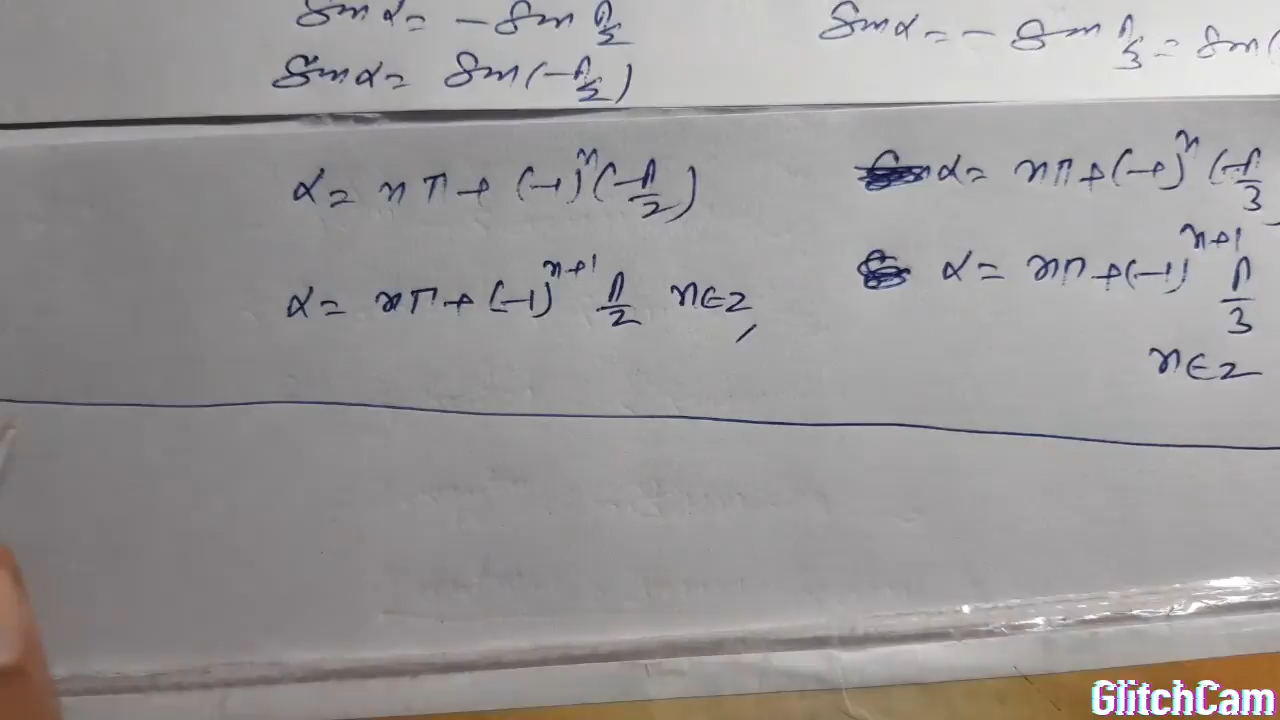 sin α = - sin π/2
sin α = sin(-π/2)
α = nπ + (-1)^n (-π/2)
α = nπ + (-1)^{n+1} π/2 n∈z,
sin α = - sin π/3 = sin(
α = nπ + (-1)^n (-π/3
α = nπ + (-1)^{n+1} π/3
n∈z
GlitchCam